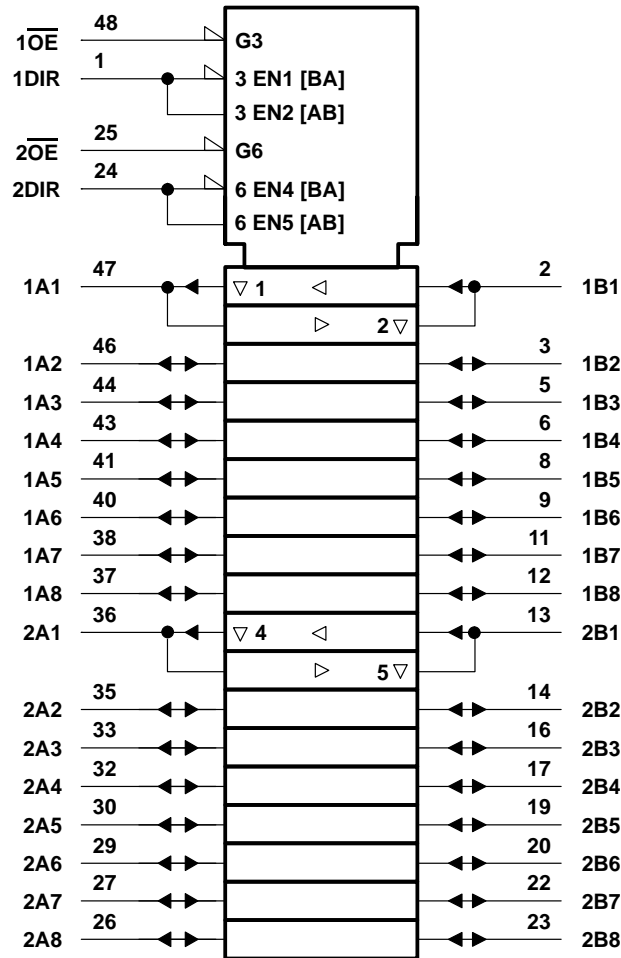 48
1O̅E̅ G3
1
1DIR 3 EN1 [BA]
3 EN2 [AB]
25
2O̅E̅ G6
24
2DIR 6 EN4 [BA]
6 EN5 [AB]
47 2
1A1 ▽ 1 ◁ 1B1
▷ 2 ▽
46 3
1A2 1B2
44 5
1A3 1B3
43 6
1A4 1B4
41 8
1A5 1B5
40 9
1A6 1B6
38 11
1A7 1B7
37 12
1A8 1B8
36 13
2A1 ▽ 4 ◁ 2B1
▷ 5 ▽
35 14
2A2 2B2
33 16
2A3 2B3
32 17
2A4 2B4
30 19
2A5 2B5
29 20
2A6 2B6
27 22
2A7 2B7
26 23
2A8 2B8